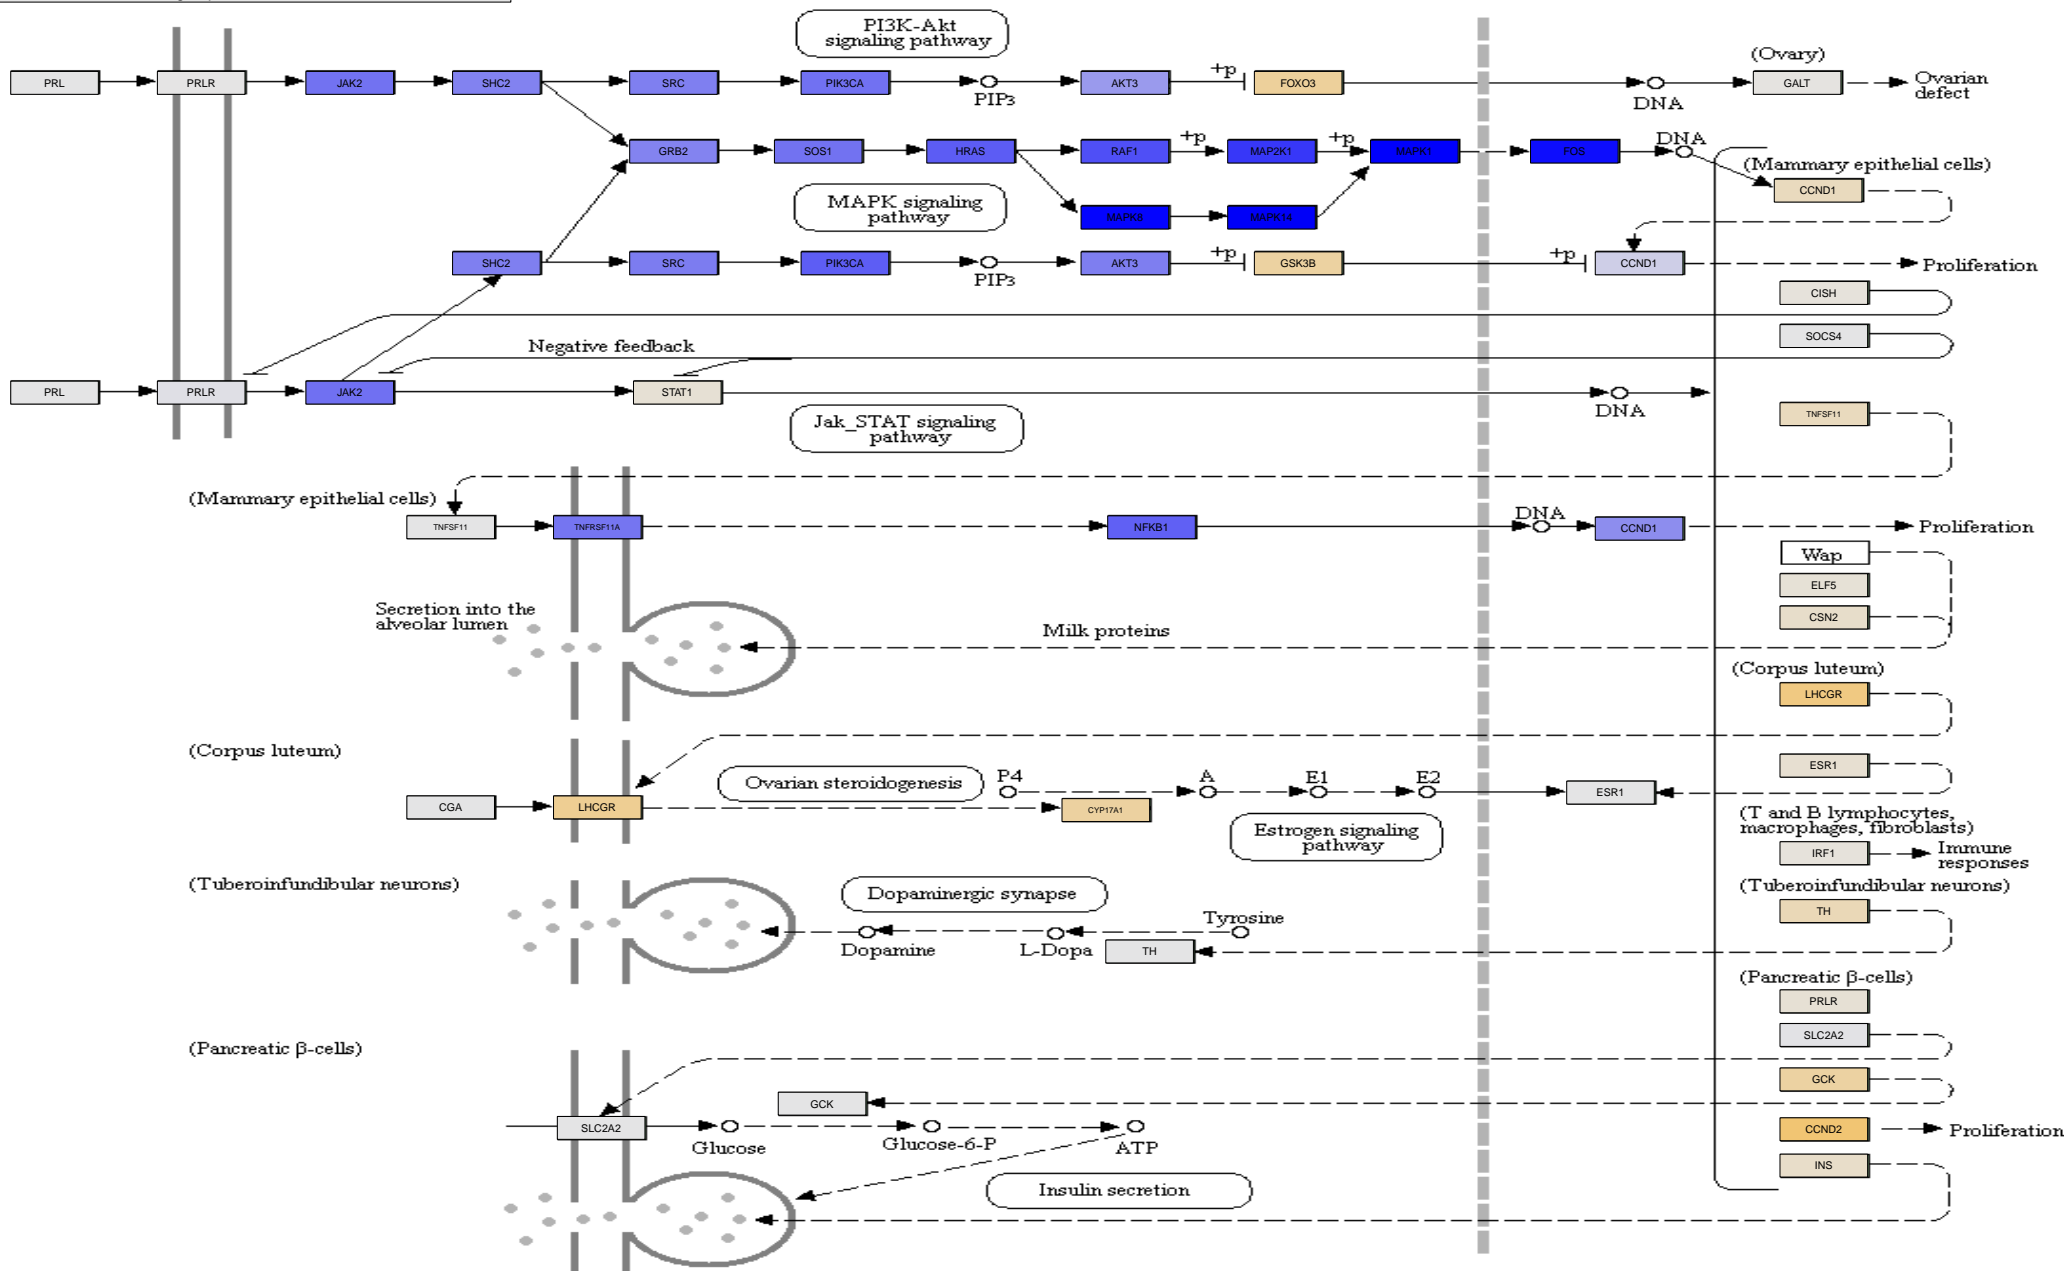 PI3K-Akt
signaling pathway
(Ovary)
PRL
PRLR
JAK2
SHC2
SRC
PIK3CA
PIP3
AKT3
+p
FOXO3
DNA
GALT
Ovarian
defect
GRB2
SOS1
HRAS
RAF1
+p
MAP2K1
+p
MAPK1
FOS
DNA
(Mammary epithelial cells)
CCND1
MAPK signaling
pathway
MAPK8
MAPK14
SHC2
SRC
PIK3CA
PIP3
AKT3
+p
GSK3B
+p
CCND1
Proliferation
CISH
SOCS4
Negative feedback
PRL
PRLR
JAK2
STAT1
DNA
Jak_STAT signaling
pathway
TNFSF11
(Mammary epithelial cells)
TNFSF11
TNFRSF11A
NFKB1
DNA
CCND1
Proliferation
Wap
ELF5
CSN2
Secretion into the
alveolar lumen
Milk proteins
(Corpus luteum)
LHCGR
(Corpus luteum)
ESR1
Ovarian steroidogenesis
P4
A
E1
E2
ESR1
CGA
LHCGR
CYP17A1
Estrogen signaling
pathway
(T and B lymphocytes,
macrophages, fibroblasts)
IRF1
Immune
responses
(Tuberoinfundibular neurons)
(Tuberoinfundibular neurons)
TH
Dopaminergic synapse
Tyrosine
Dopamine
L-Dopa
TH
(Pancreatic β-cells)
PRLR
SLC2A2
(Pancreatic β-cells)
GCK
GCK
SLC2A2
Glucose
Glucose-6-P
ATP
CCND2
Proliferation
INS
Insulin secretion